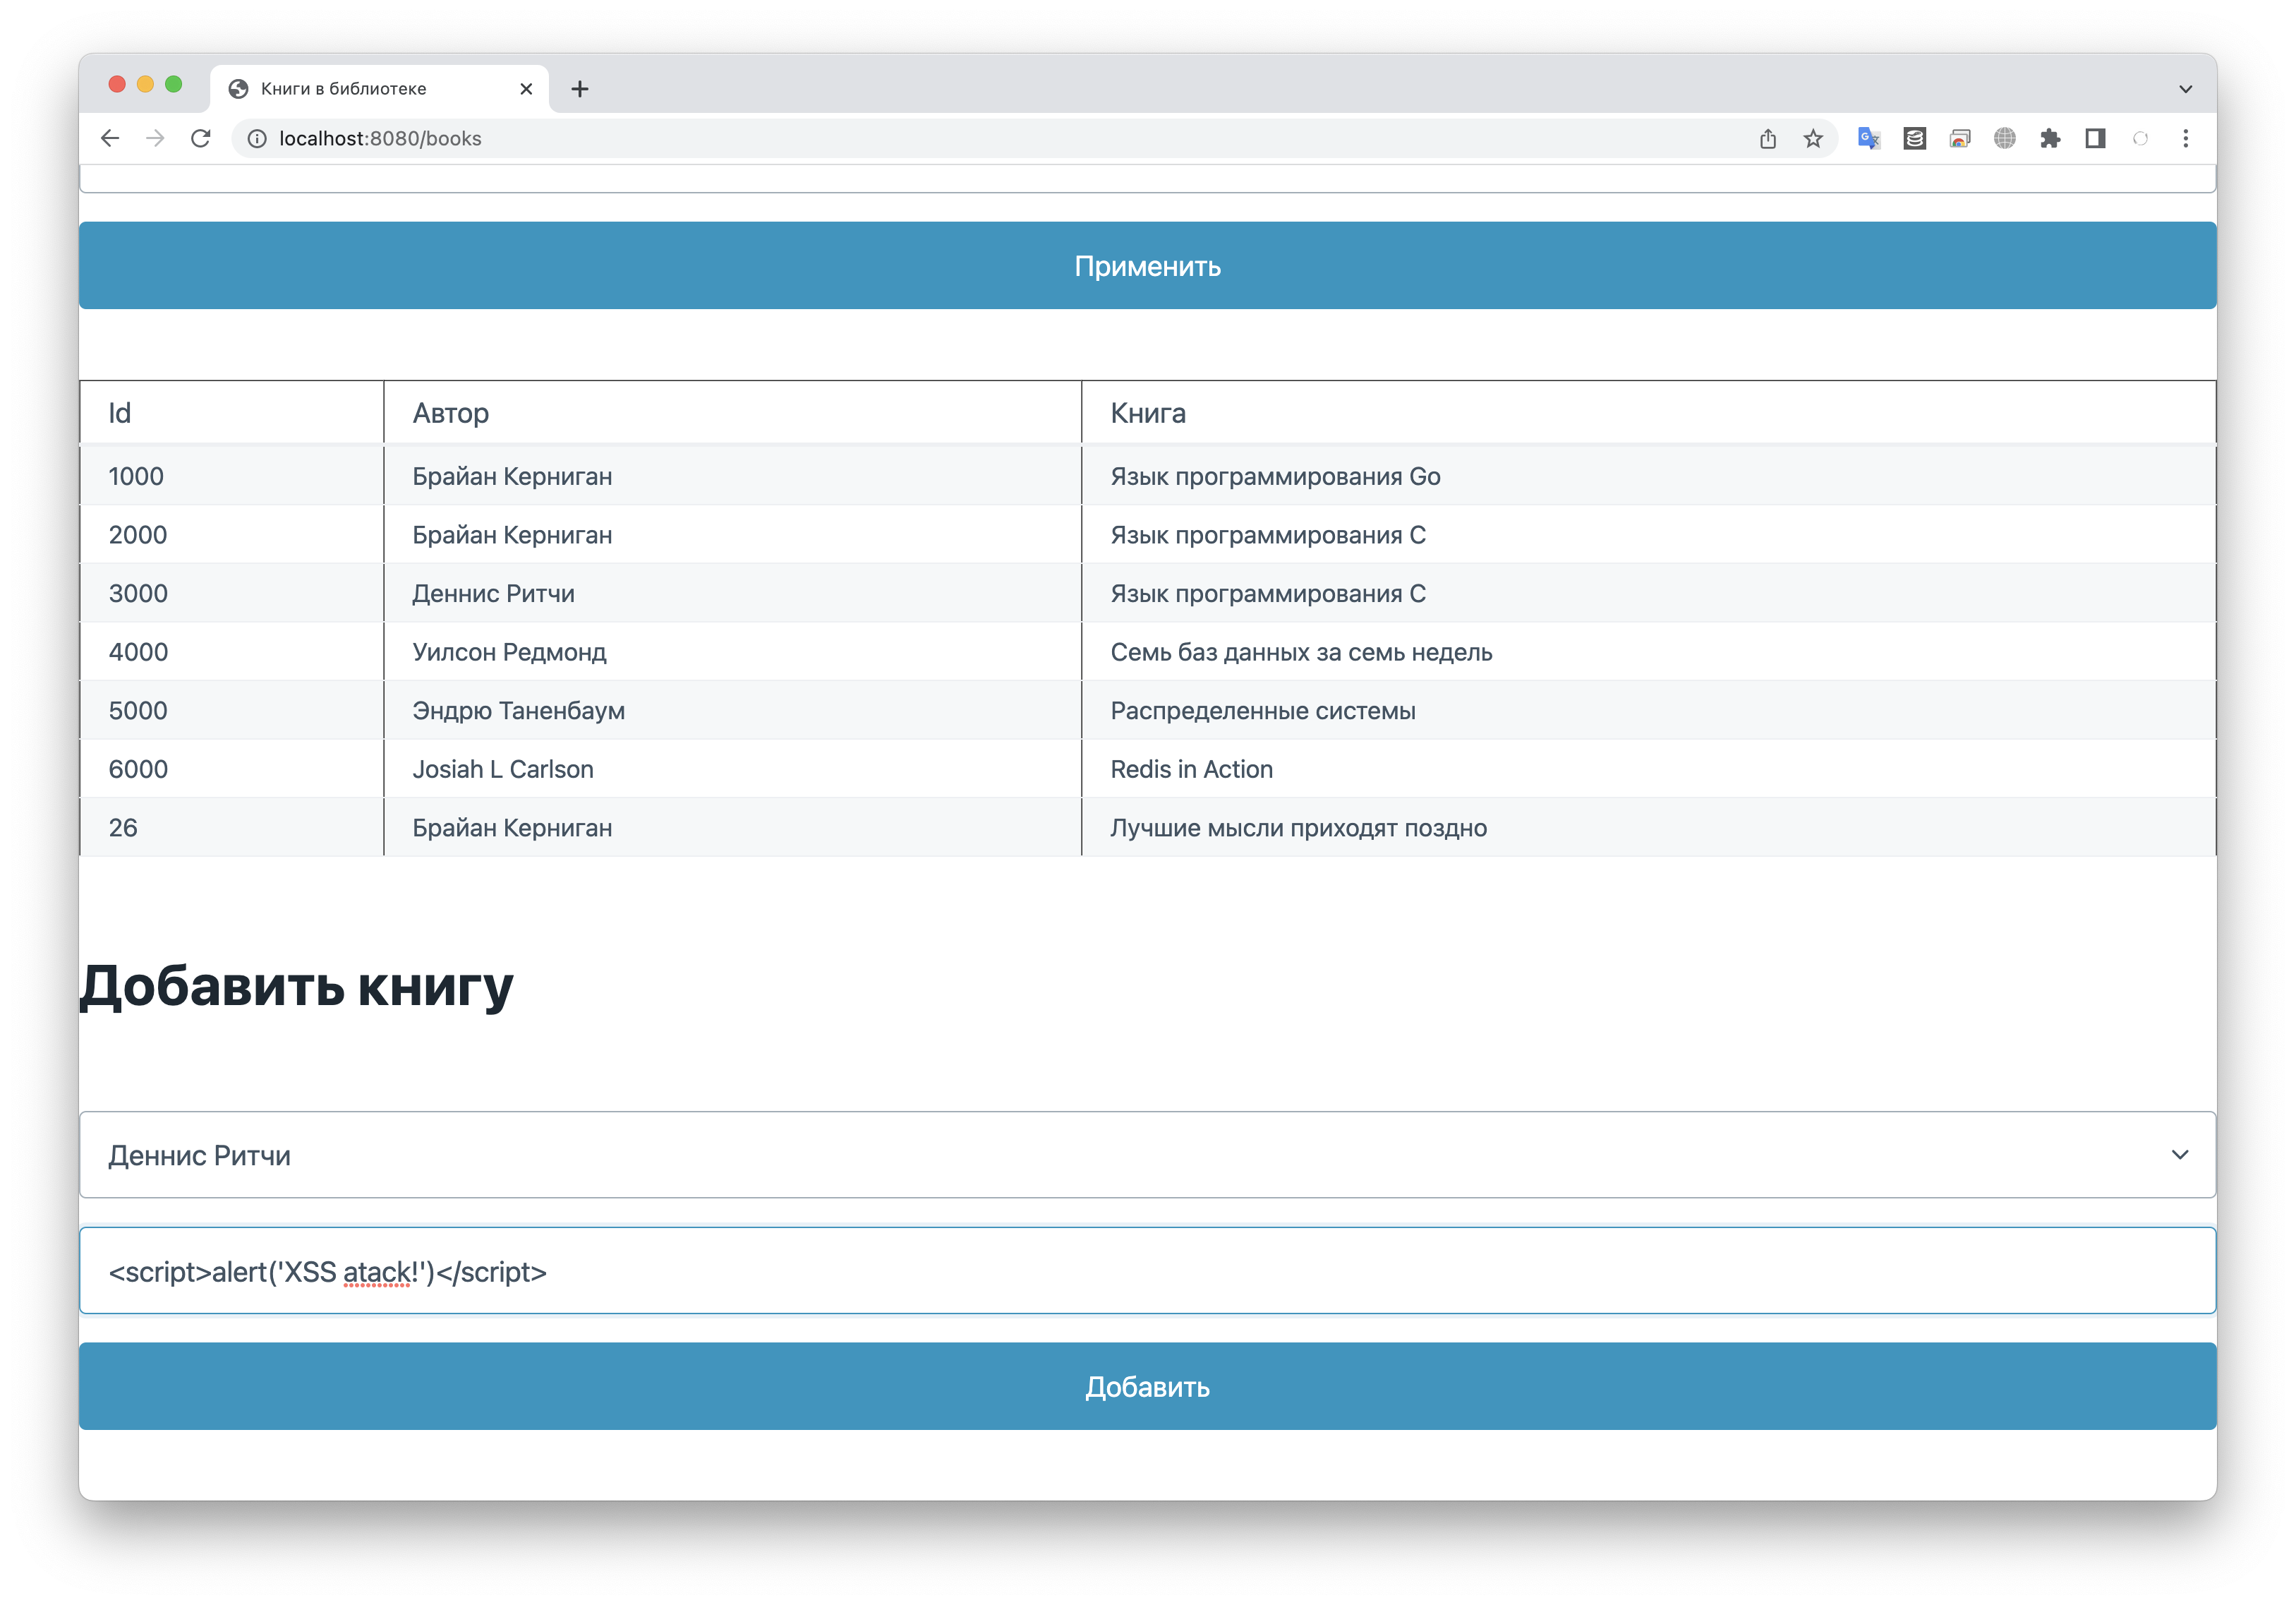 Книги в библиотеке
localhost:8080/books
Применить
Id Автор Книга
1000 Брайан Керниган Язык программирования Go
2000 Брайан Керниган Язык программирования C
3000 Деннис Ритчи Язык программирования C
4000 Уилсон Редмонд Семь баз данных за семь недель
5000 Эндрю Таненбаум Распределенные системы
6000 Josiah L Carlson Redis in Action
26 Брайан Керниган Лучшие мысли приходят поздно
Добавить книгу
Деннис Ритчи
<script>alert('XSS atack!')</script>
Добавить